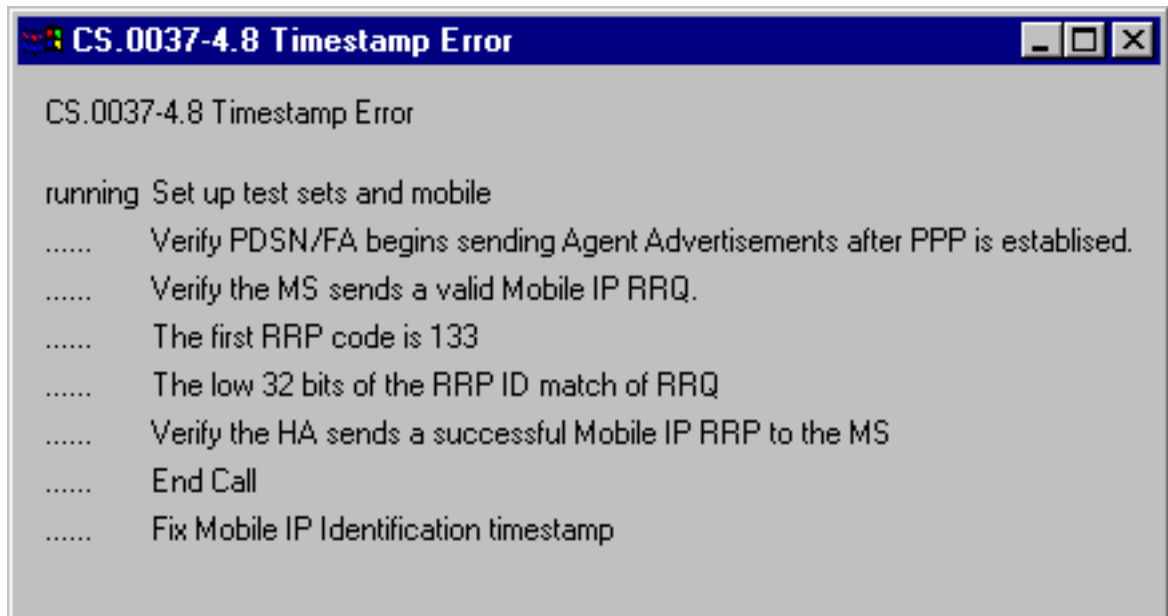 CS.0037-4.8 Timestamp Error
CS.0037-4.8 Timestamp Error
running Set up test sets and mobile
...... Verify PDSN/FA begins sending Agent Advertisements after PPP is establised.
...... Verify the MS sends a valid Mobile IP RRQ.
...... The first RRP code is 133
...... The low 32 bits of the RRP ID match of RRQ
...... Verify the HA sends a successful Mobile IP RRP to the MS
...... End Call
...... Fix Mobile IP Identification timestamp